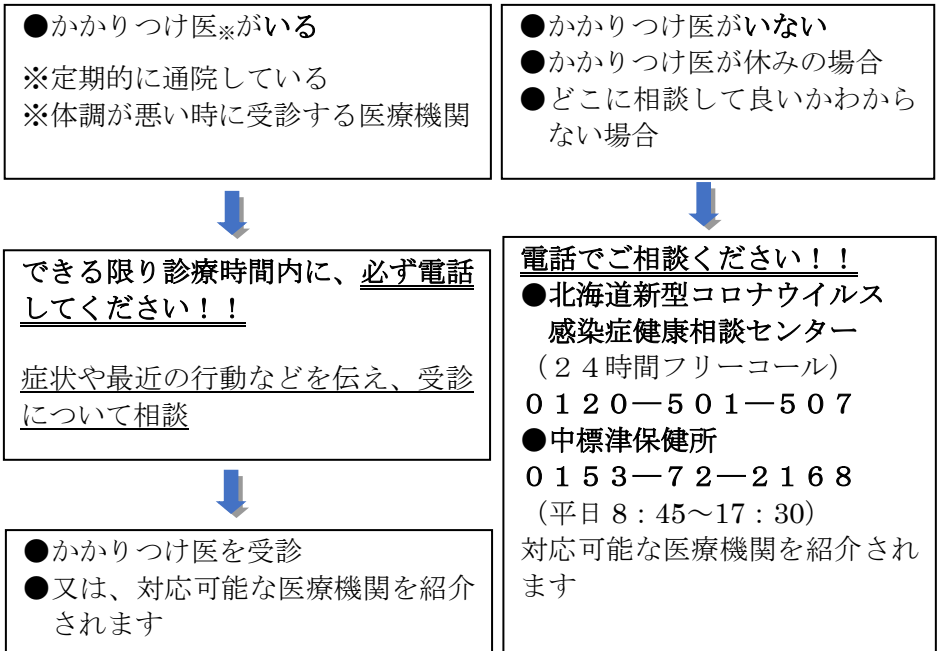 ●かかりつけ医※がいる
※定期的に通院している
※体調が悪い時に受診する医療機関
できる限り診療時間内に、必ず電話
してください！！
症状や最近の行動などを伝え、受診
について相談
●かかりつけ医を受診
●又は、対応可能な医療機関を紹介
されます
●かかりつけ医がいない
●かかりつけ医が休みの場合
●どこに相談して良いかわから
ない場合
電話でご相談ください！！
●北海道新型コロナウイルス
感染症健康相談センター
（２４時間フリーコール）
０１２０―５０１―５０７
●中標津保健所
０１５３―７２―２１６８
（平日 8：45～17：30）
対応可能な医療機関を紹介され
ます